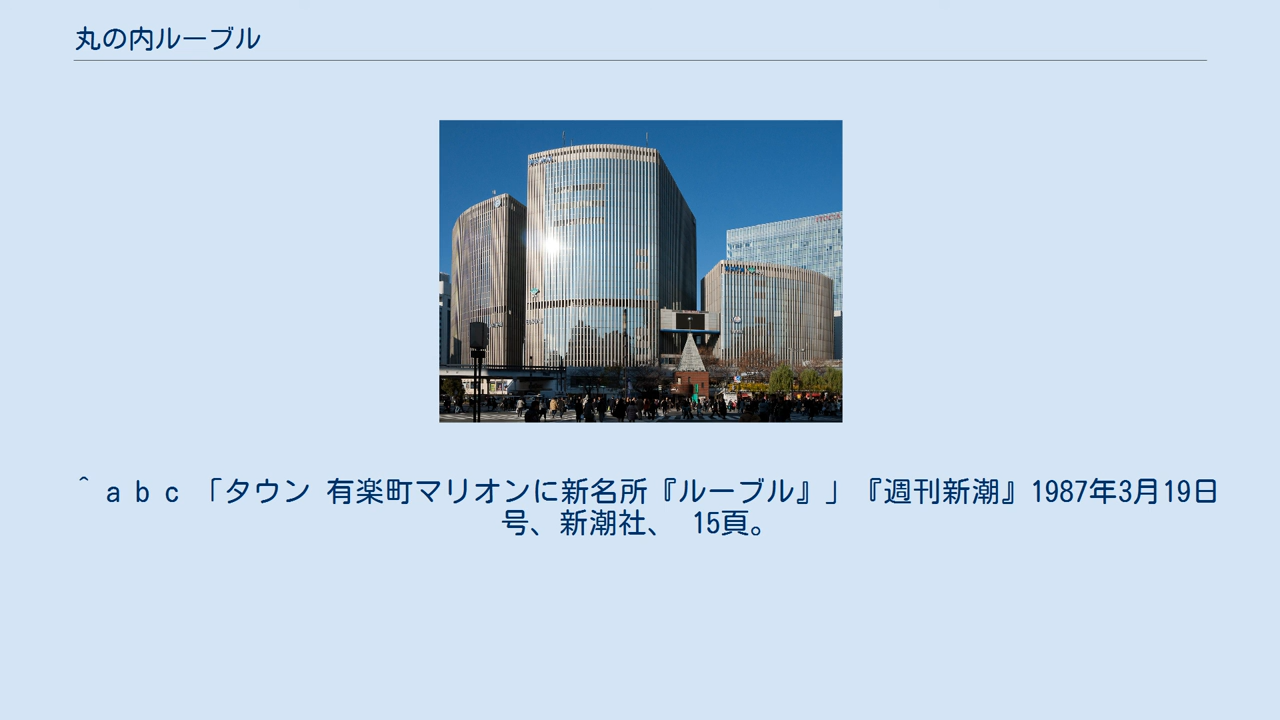 丸の内ルーブル
^ a b c 「タウン 有楽町マリオンに新名所『ルーブル』」『週刊新潮』1987年3月19日
号、新潮社、 15頁。